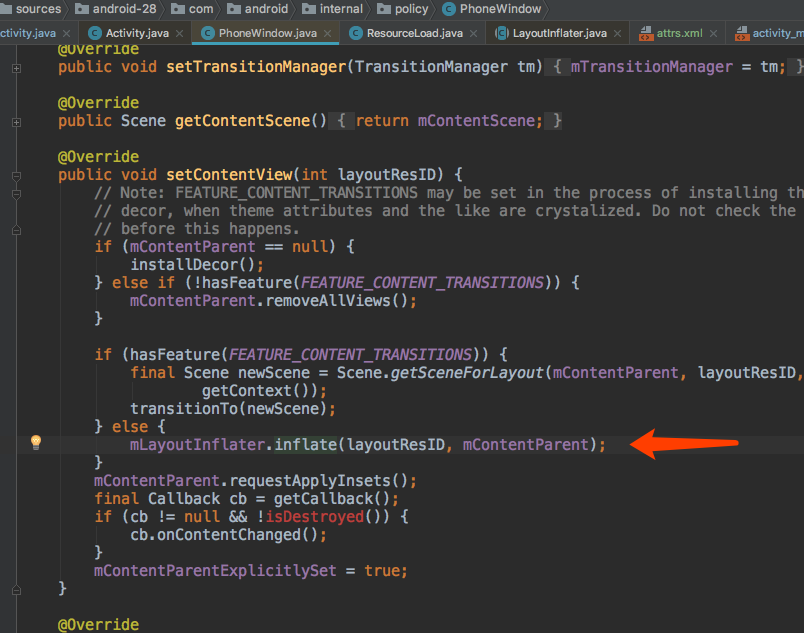 sources android-28 com android internal policy PhoneWindow
ctivity.java Activity.java PhoneWindow.java ResourceLoad.java LayoutInflater.java attrs.xml activity_m
@Override
public void setTransitionManager(TransitionManager tm) { mTransitionManager = tm; }
@Override
public Scene getContentScene() { return mContentScene; }
@Override
public void setContentView(int layoutResID) {
// Note: FEATURE_CONTENT_TRANSITIONS may be set in the process of installing th
// decor, when theme attributes and the like are crystalized. Do not check the
// before this happens.
if (mContentParent == null) {
installDecor();
} else if (!hasFeature(FEATURE_CONTENT_TRANSITIONS)) {
mContentParent.removeAllViews();
}
if (hasFeature(FEATURE_CONTENT_TRANSITIONS)) {
final Scene newScene = Scene.getSceneForLayout(mContentParent, layoutResID,
getContext());
transitionTo(newScene);
} else {
mLayoutInflater.inflate(layoutResID, mContentParent);
}
mContentParent.requestApplyInsets();
final Callback cb = getCallback();
if (cb != null && !isDestroyed()) {
cb.onContentChanged();
}
mContentParentExplicitlySet = true;
}
@Override